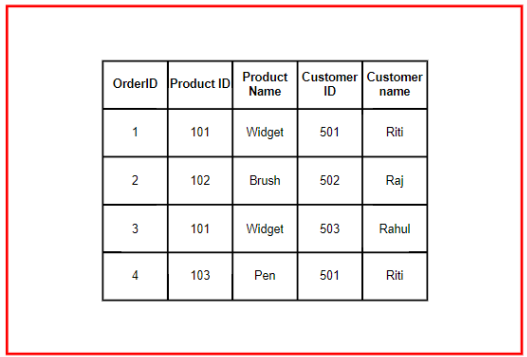 OrderID Product ID Product Name Customer ID Customer name
1 101 Widget 501 Riti
2 102 Brush 502 Raj
3 101 Widget 503 Rahul
4 103 Pen 501 Riti